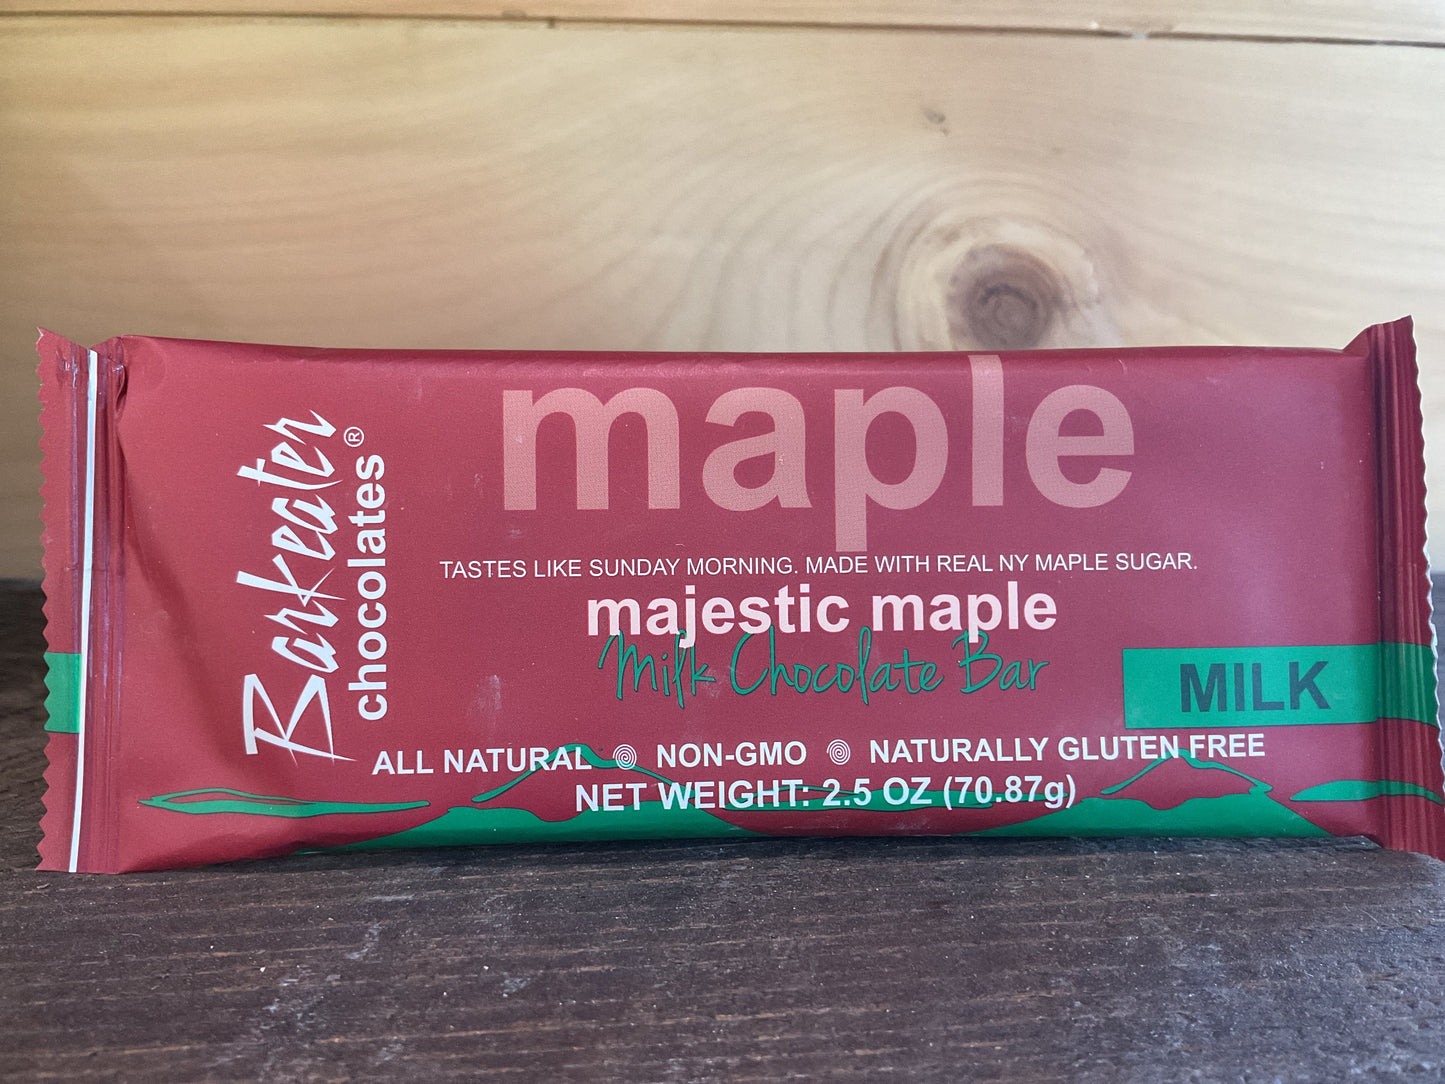 Barkeater
chocolates®
maple
TASTES LIKE SUNDAY MORNING. MADE WITH REAL NY MAPLE SUGAR.
majestic maple
Milk Chocolate Bar
MILK
ALL NATURAL NON-GMO NATURALLY GLUTEN FREE
NET WEIGHT: 2.5 OZ (70.87g)